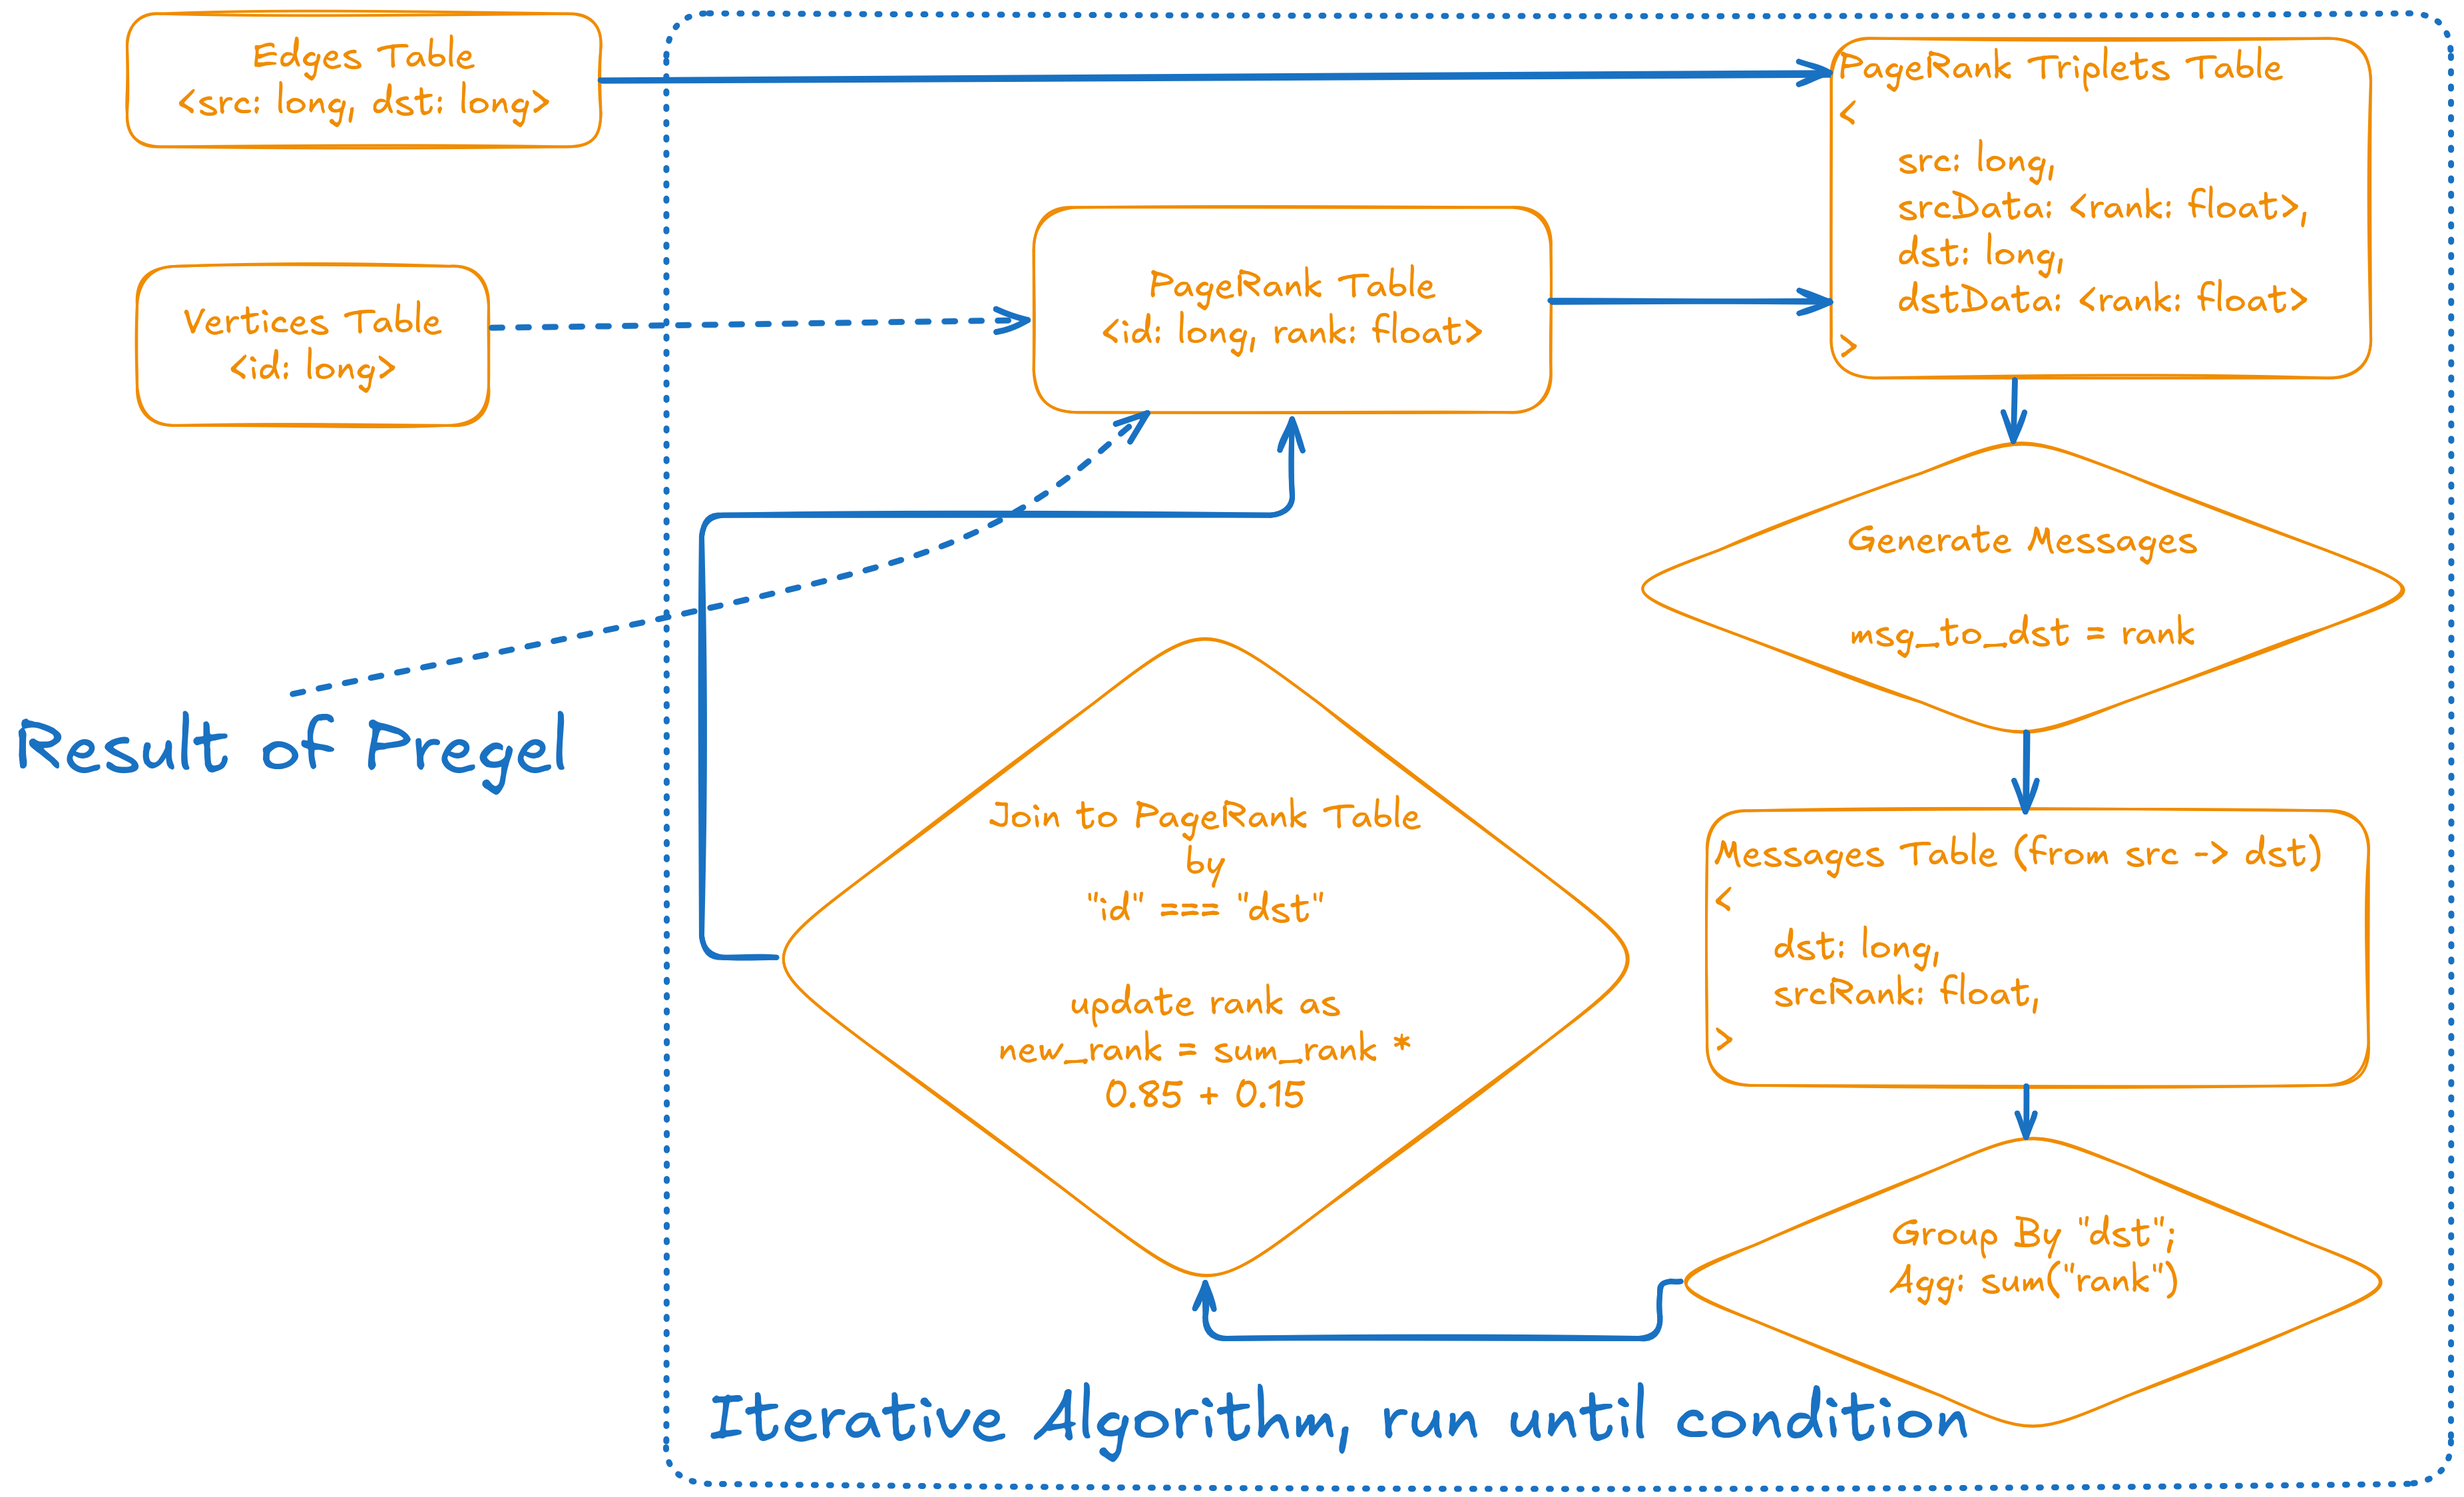 Edges Table
<src: long, dst: long>
Vertices Table
<id: long>
PageRank Table
<id: long, rank: float>
PageRank Triplets Table
<
src: long,
srcData: <rank: float>,
dst: long,
dstData: <rank: float>
>
Generate Messages
msg_to_dst = rank
Messages Table (from src -> dst)
<
dst: long,
srcRank: float,
>
Group By "dst";
Agg: sum("rank")
Join to PageRank Table
by
"id" === "dst"
update rank as
new_rank = sum_rank *
0.85 + 0.15
Result of Pregel
Iterative Algorithm, run until condition